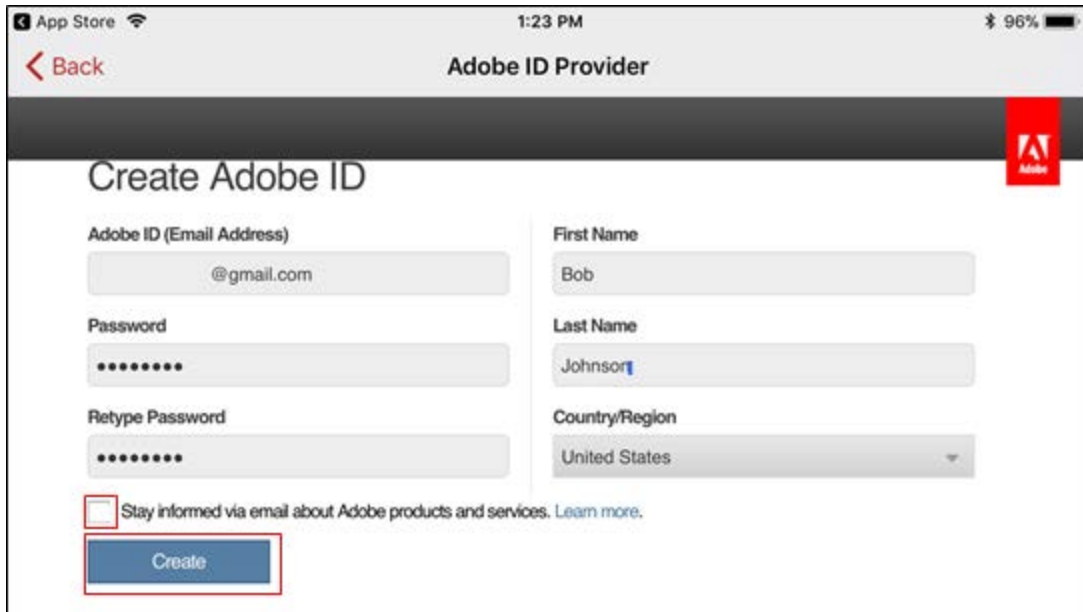 App Store 1:23 PM 96%
Back Adobe ID Provider
Adobe
Create Adobe ID
Adobe ID (Email Address) First Name
@gmail.com Bob
Password Last Name
•••••••• Johnson
Retype Password Country/Region
•••••••• United States
Stay informed via email about Adobe products and services. Learn more.
Create